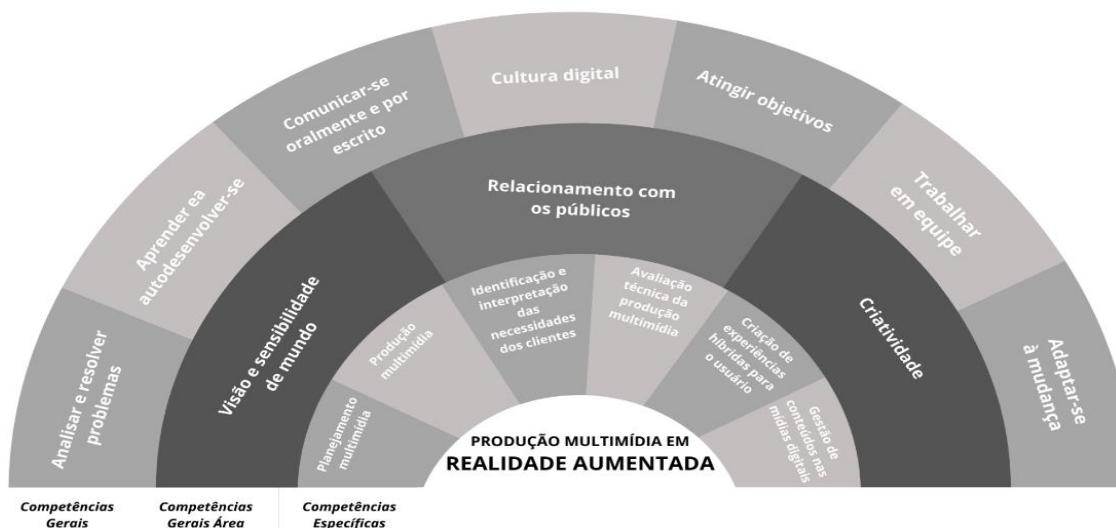 Analisar e resolver
problemas
Aprender ea
autodesenvolver-se
Comunicar-se
oralmente e por
escrito
Cultura digital
Atingir objetivos
Trabalhar
em equipe
Adaptar-se
à mudança
Visão e sensibilidade
de mundo
Relacionamento com
os públicos
Criatividade
Planejamento
multimídia
Produção
multimídia
Identificação e
interpretação
das
necessidades
dos clientes
Avaliação
técnica da
produção
multimídia
Criação de
experiências
híbridas para
o usuário
Gestão de
conteúdos nas
mídias digitais
PRODUÇÃO MULTIMÍDIA EM
REALIDADE AUMENTADA
Competências
Gerais
Competências
Gerais Área
Competências
Específicas